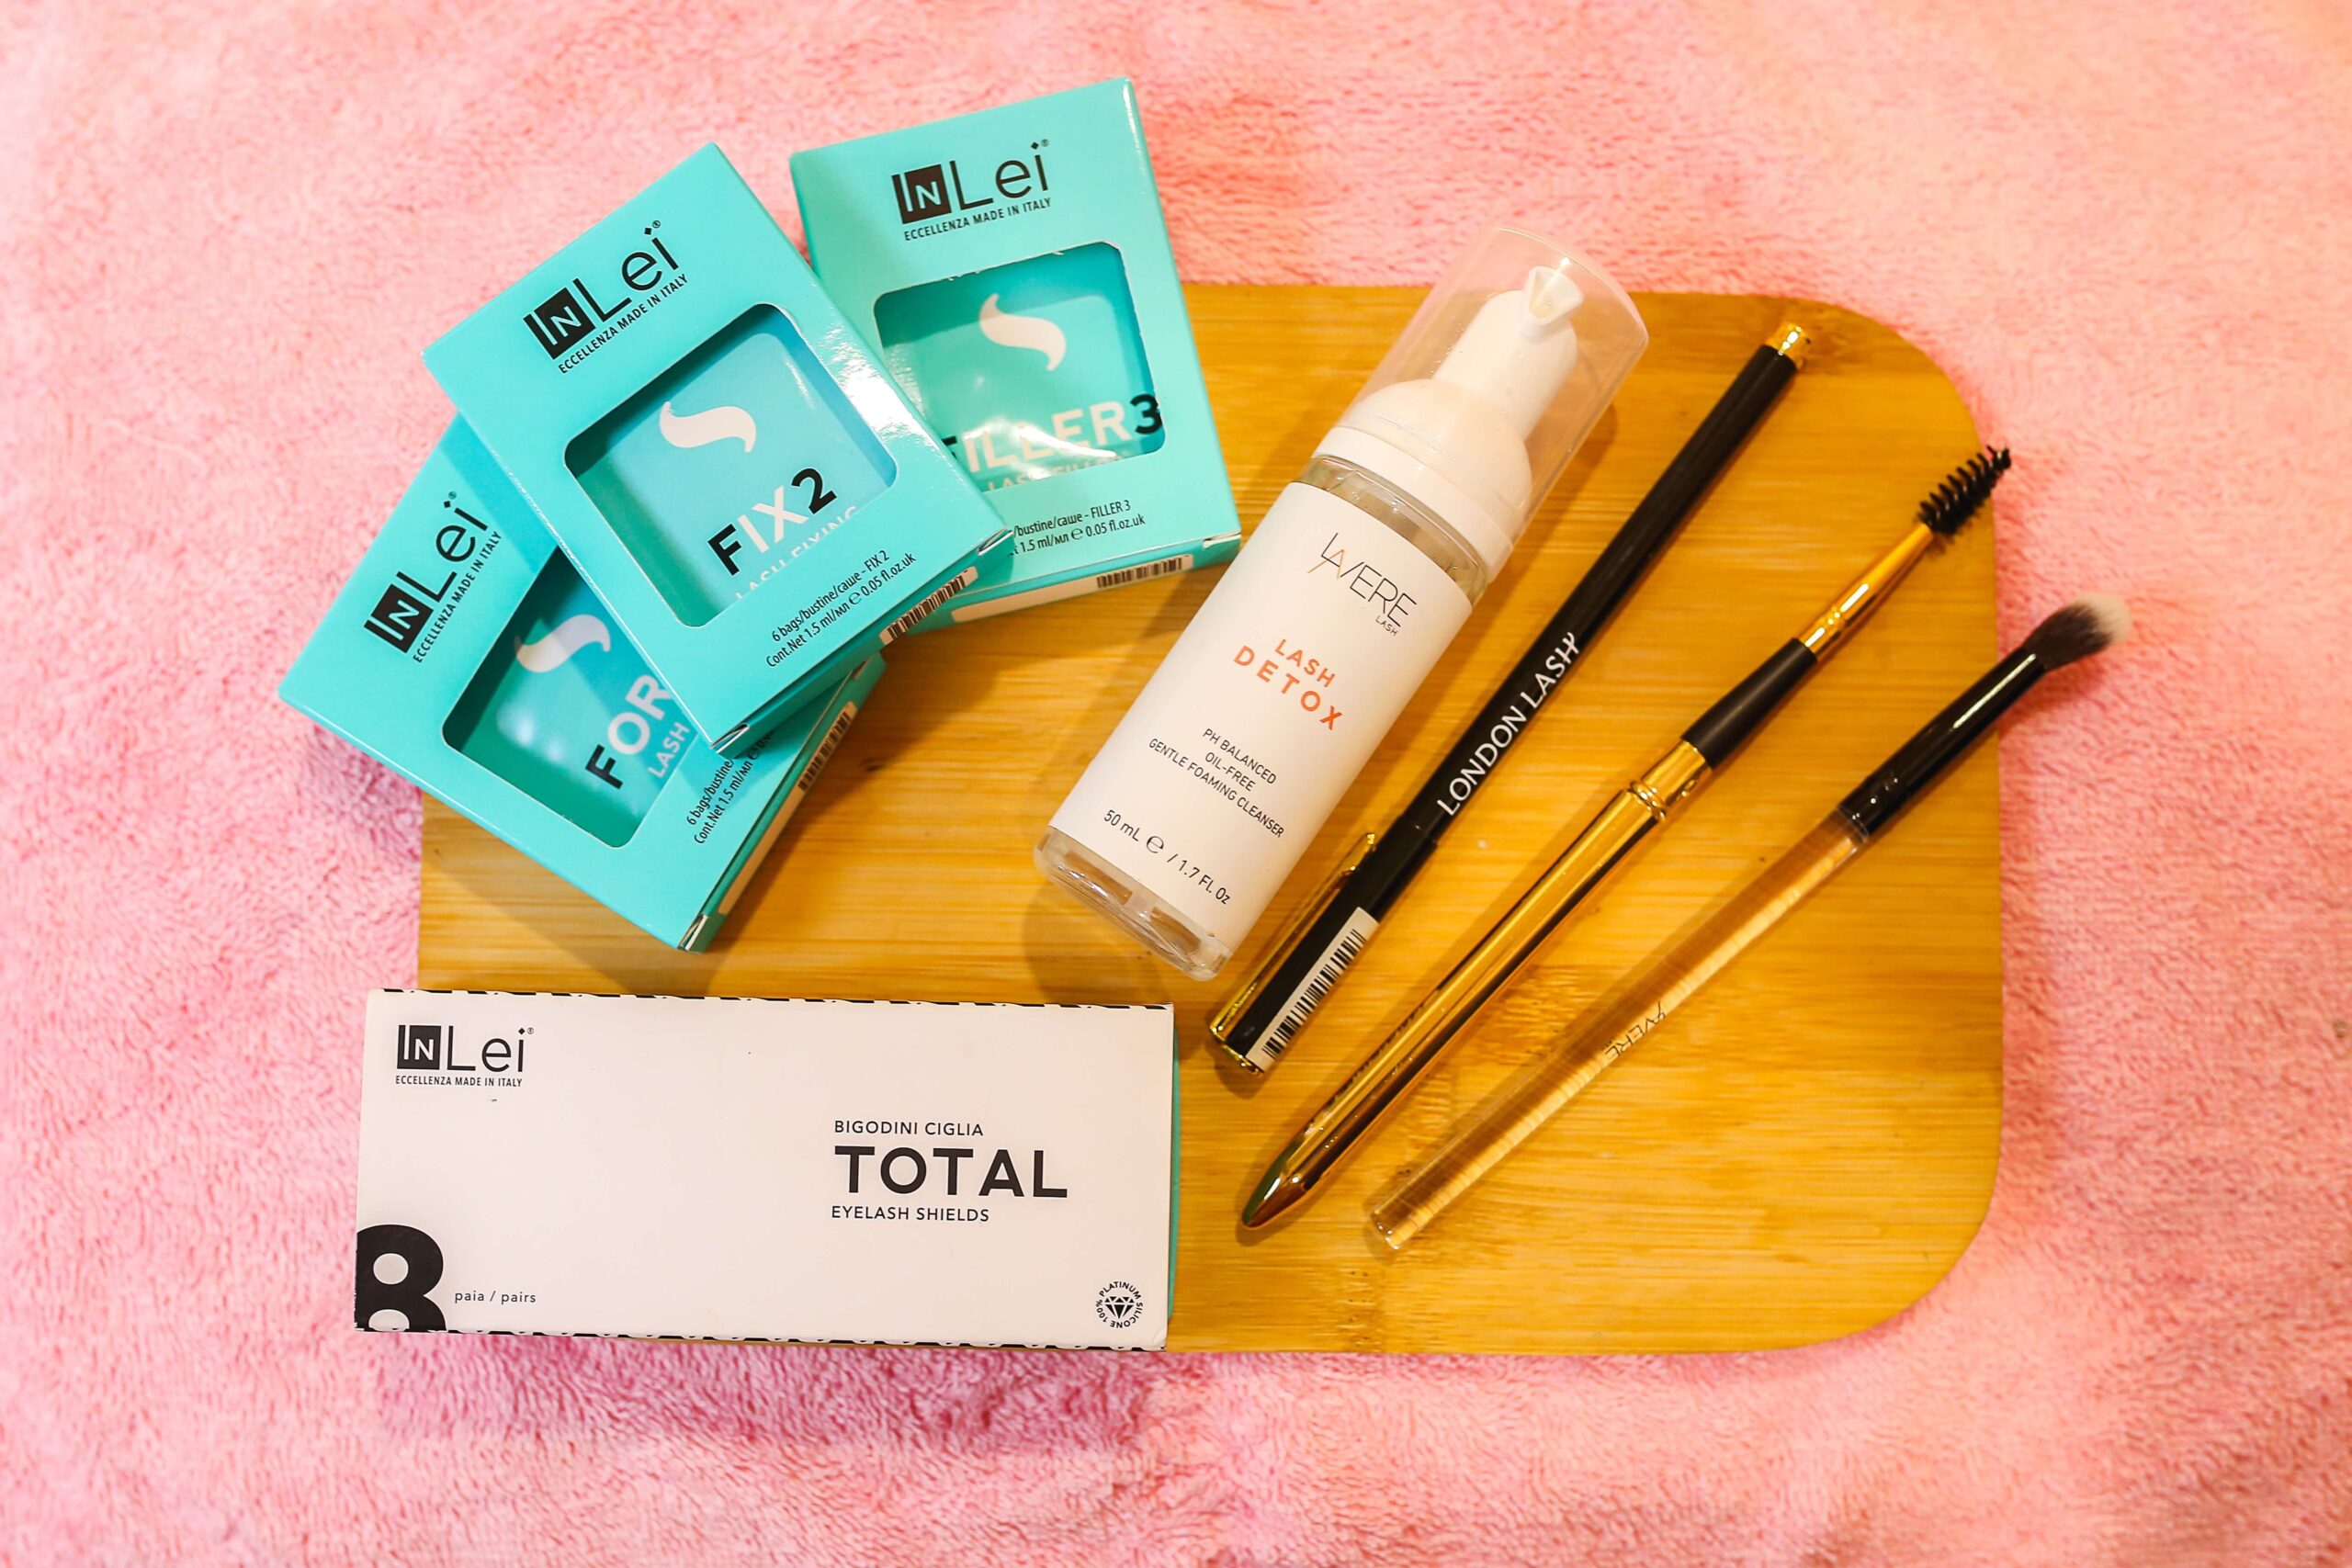 INLei®
ECCELLENZA MADE IN ITALY
FILLER3
/bustine/саше - FILLER 3
1.5 ml/мл ℮ 0.05 fl.oz.uk
INLei®
ECCELLENZA MADE IN ITALY
FIX2
LASH FIXING
6 bags/bustine/саше - FIX 2
Cont.Net 1.5 ml/мл ℮ 0.05 fl.oz.uk
INLei®
ECCELLENZA MADE IN ITALY
FOR
LASH
6 bags/bustine
Cont.Net 1.5 ml/мл ℮
LAVERE
LASH
LASH
DETOX
PH BALANCED
OIL-FREE
GENTLE FOAMING CLEANSER
50 mL ℮ / 1.7 Fl. Oz
LONDON LASH
INLei®
ECCELLENZA MADE IN ITALY
BIGODINI CIGLIA
TOTAL
EYELASH SHIELDS
8 paia / pairs
100% PLATINUM SILICONE